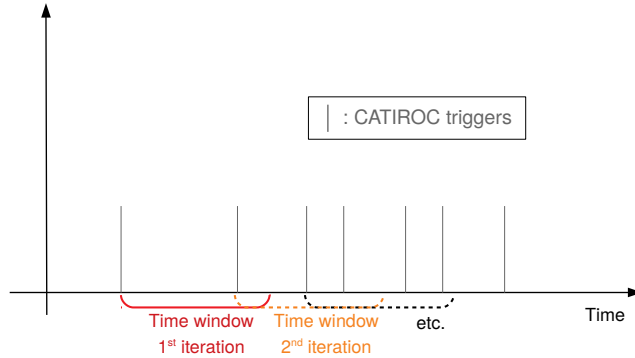 | : CATIROC triggers
Time
Time window
1st iteration
Time window
2nd iteration
etc.